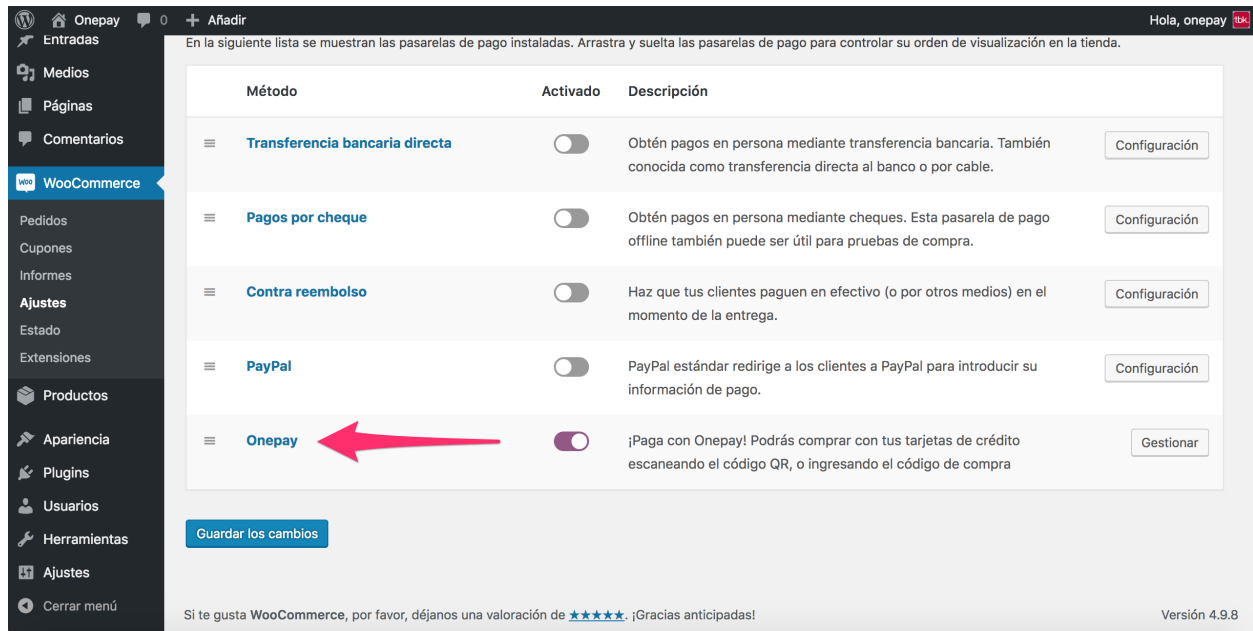 Onepay 0 Añadir Hola, onepay tbk.
Entradas
Medios
Páginas
Comentarios
Woo WooCommerce
Pedidos
Cupones
Informes
Ajustes
Estado
Extensiones
Productos
Apariencia
Plugins
Usuarios
Herramientas
Ajustes
Cerrar menú
En la siguiente lista se muestran las pasarelas de pago instaladas. Arrastra y suelta las pasarelas de pago para controlar su orden de visualización en la tienda.
Método Activado Descripción
Transferencia bancaria directa Obtén pagos en persona mediante transferencia bancaria. También Configuración
conocida como transferencia directa al banco o por cable.
Pagos por cheque Obtén pagos en persona mediante cheques. Esta pasarela de pago Configuración
offline también puede ser útil para pruebas de compra.
Contra reembolso Haz que tus clientes paguen en efectivo (o por otros medios) en el Configuración
momento de la entrega.
PayPal PayPal estándar redirige a los clientes a PayPal para introducir su Configuración
información de pago.
Onepay ¡Paga con Onepay! Podrás comprar con tus tarjetas de crédito Gestionar
escaneando el código QR, o ingresando el código de compra
Guardar los cambios
Si te gusta WooCommerce, por favor, déjanos una valoración de ★★★★★. ¡Gracias anticipadas! Versión 4.9.8